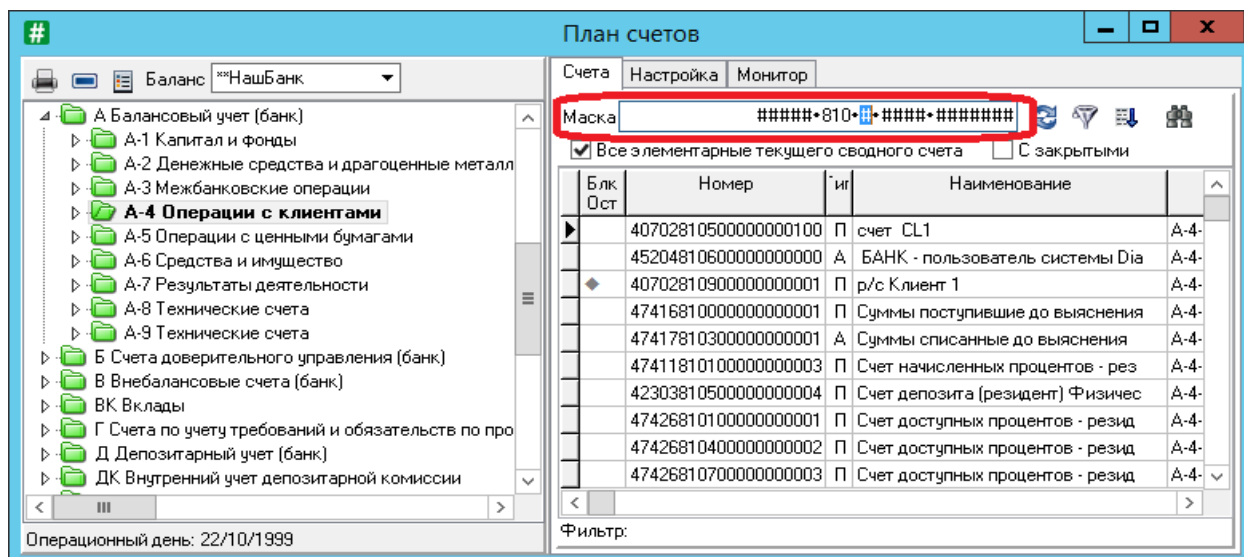 План счетов
Баланс **НашБанк
А Балансовый учет (банк)
А-1 Капитал и фонды
А-2 Денежные средства и драгоценные металл
А-3 Межбанковские операции
А-4 Операции с клиентами
А-5 Операции с ценными бумагами
А-6 Средства и имущество
А-7 Результаты деятельности
А-8 Технические счета
А-9 Технические счета
Б Счета доверительного управления (банк)
В Внебалансовые счета (банк)
ВК Вклады
Г Счета по учету требований и обязательств по про
Д Депозитарный учет (банк)
ДК Внутренний учет депозитарной комиссии
Операционный день: 22/10/1999
Счета Настройка Монитор
Маска #####•810•#•####•#######
Все элементарные текущего сводного счета С закрытыми
Блк Ост Номер Наименование
40702810500000000100 П счет CL1 А-4-
45204810600000000000 А БАНК - пользователь системы Dia А-4-
40702810900000000001 П р/с Клиент 1 А-4-
47416810000000000001 П Суммы поступившие до выяснения А-4-
47417810300000000001 А Суммы списанные до выяснения А-4-
47411810100000000003 П Счет начисленных процентов - рез А-4-
42303810500000000004 П Счет депозита (резидент) Физичес А-4-
47426810100000000001 П Счет доступных процентов - резид А-4-
47426810400000000002 П Счет доступных процентов - резид А-4-
47426810700000000003 П Счет доступных процентов - резид А-4-
Фильтр: